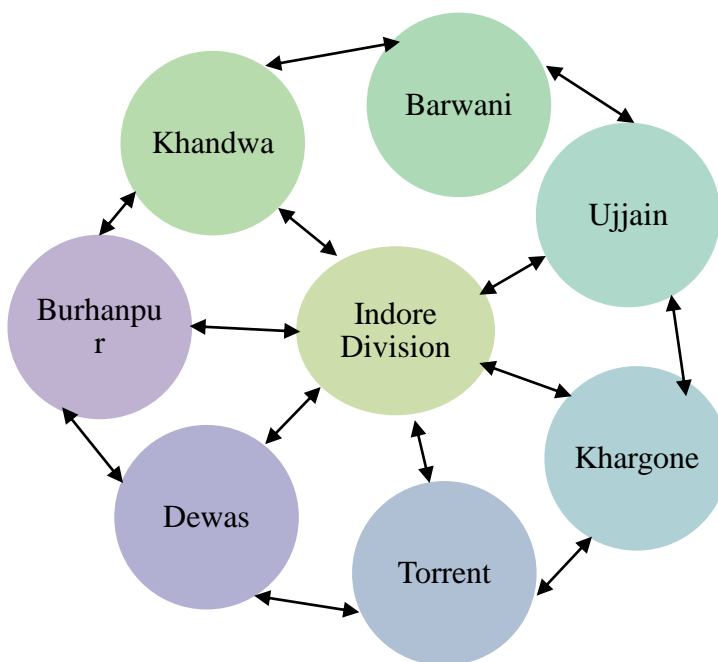 Barwani
Khandwa
Ujjain
Burhanpu
r
Indore
Division
Khargone
Dewas
Torrent